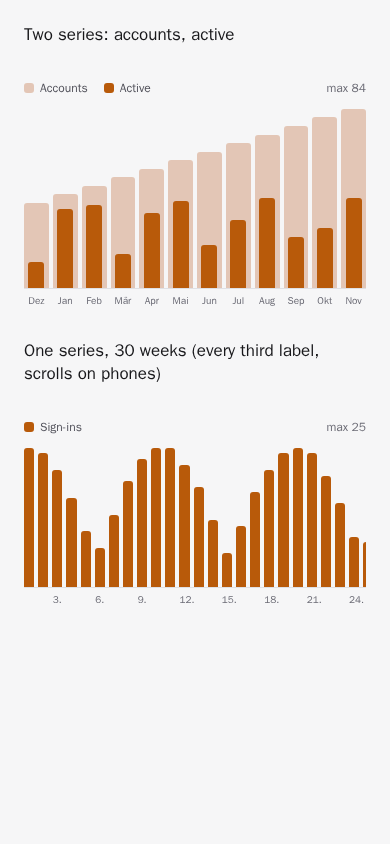 Two series: accounts, active
Accounts Active max 84
Dez Jan Feb Mär Apr Mai Jun Jul Aug Sep Okt Nov
One series, 30 weeks (every third label,
scrolls on phones)
Sign-ins max 25
3. 6. 9. 12. 15. 18. 21. 24.